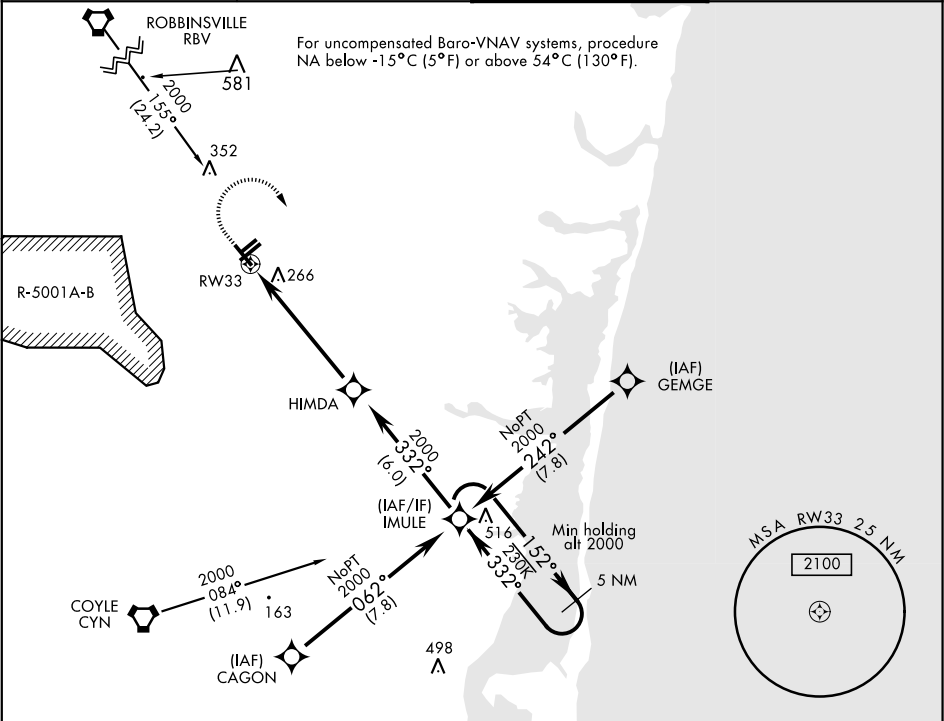 ROBBINSVILLE
RBV
For uncompensated Baro-VNAV systems, procedure
NA below -15°C (5°F) or above 54°C (130°F).
581
2000
155°
(24.2)
352
RW33
266
R-5001A-B
HIMDA
(IAF)
GEMGE
NoPT
2000
242°
(7.8)
2000
332°
(6.0)
(IAF/IF)
IMULE
516
Min holding
alt 2000
152°
230K
332°
5 NM
MSA RW33 25 NM
2100
2000
084°
(11.9)
COYLE
CYN
163
NoPT
2000
062°
(7.8)
(IAF)
CAGON
498